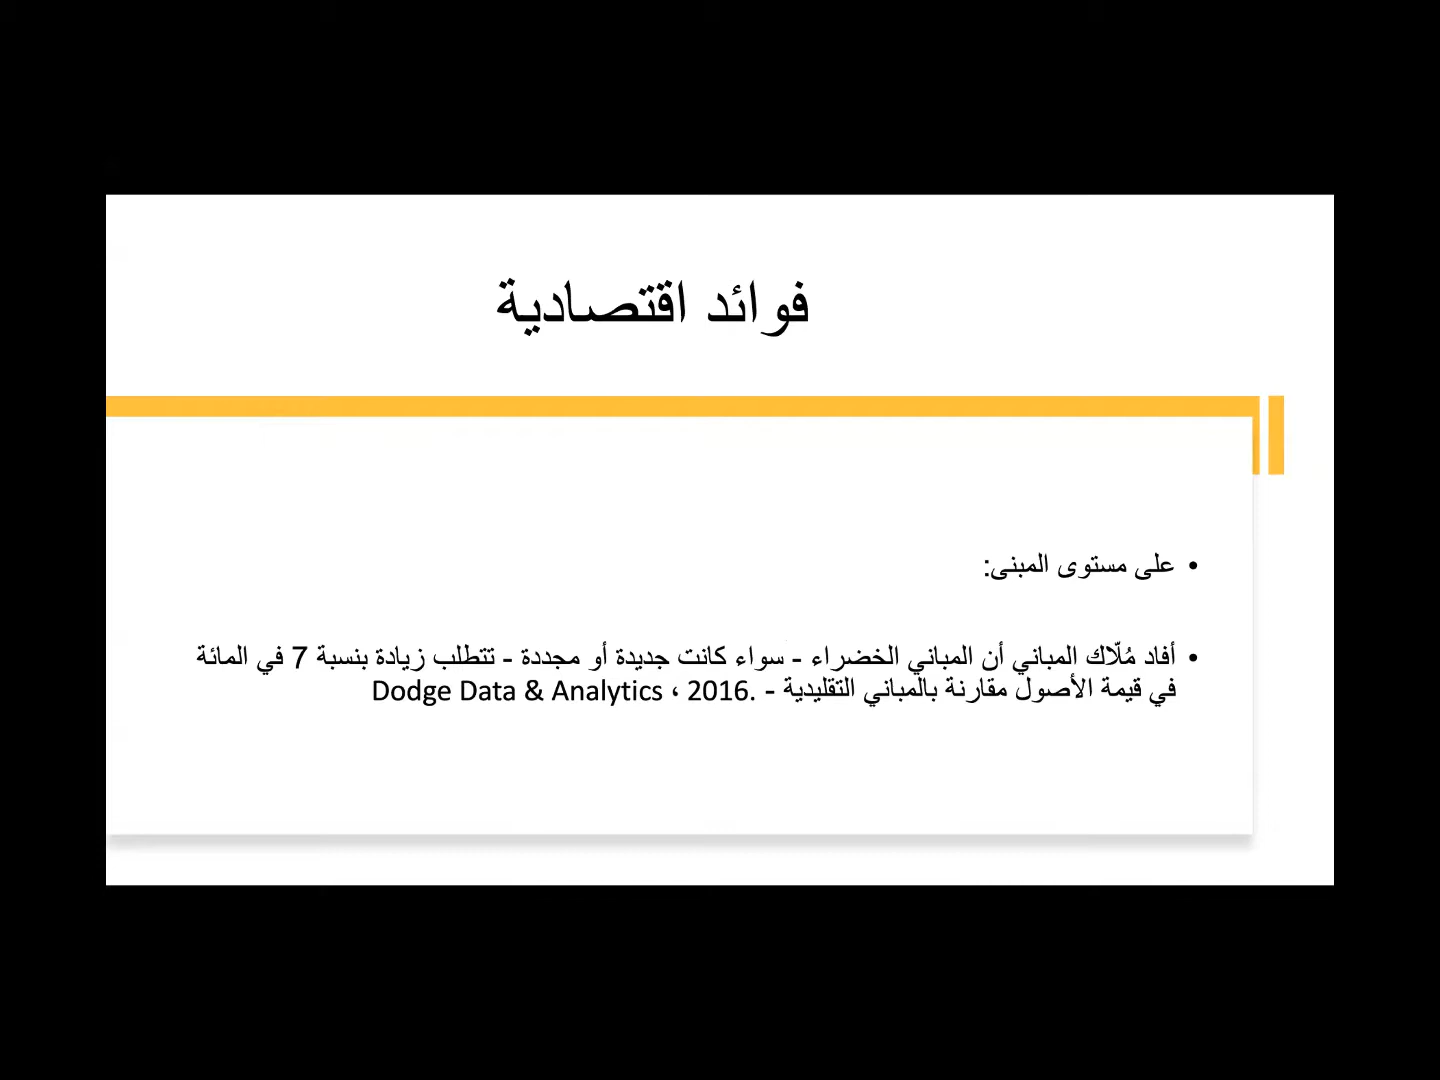 فوائد اقتصادية
• على مستوى المبنى:
• أفاد مُلّاك المباني أن المباني الخضراء - سواء كانت جديدة أو مجددة - تتطلب زيادة بنسبة 7 في المائة
في قيمة الأصول مقارنة بالمباني التقليدية - .Dodge Data & Analytics ، 2016